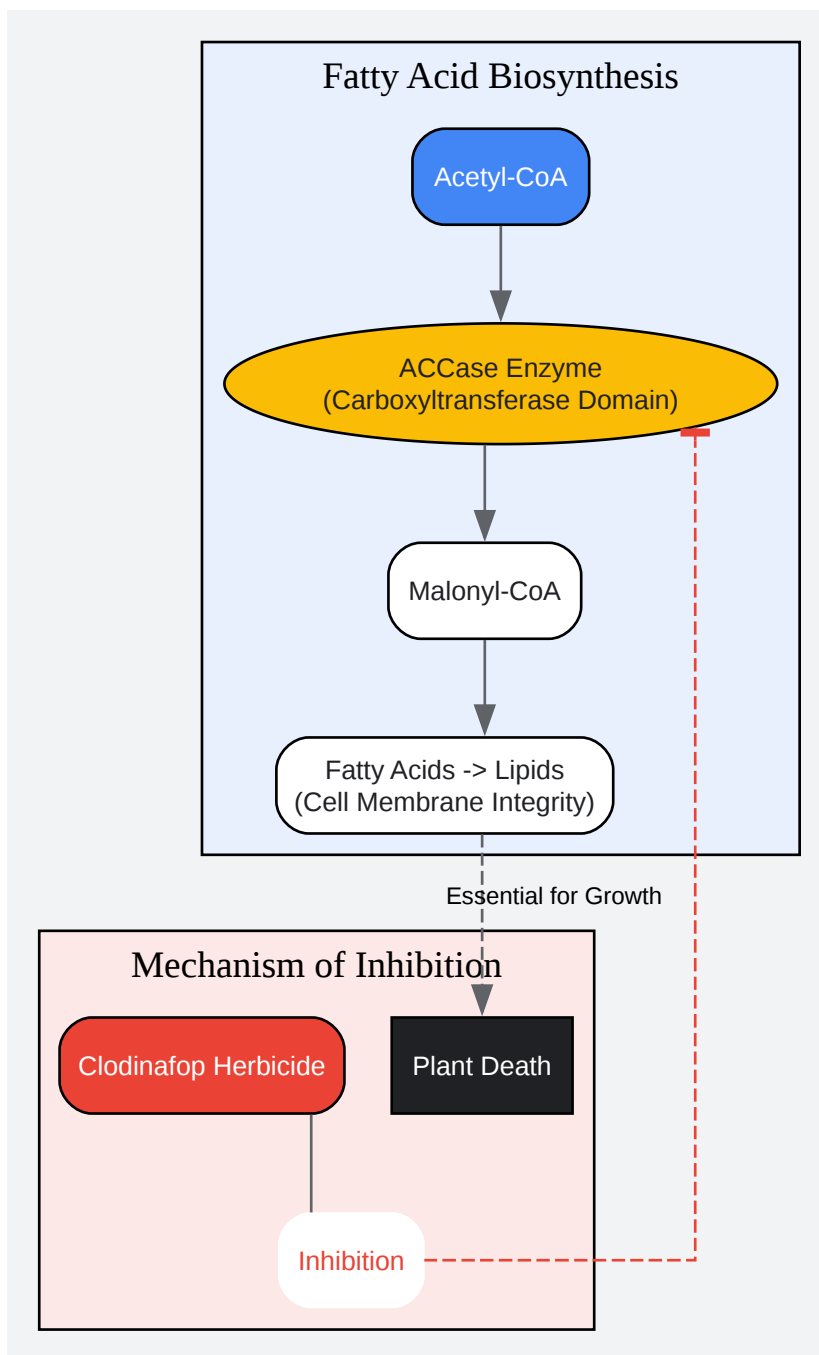 Fatty Acid Biosynthesis
Acetyl-CoA
ACCase Enzyme
(Carboxyltransferase Domain)
Malonyl-CoA
Fatty Acids -> Lipids
(Cell Membrane Integrity)
Essential for Growth
Mechanism of Inhibition
Clodinafop Herbicide
Plant Death
Inhibition